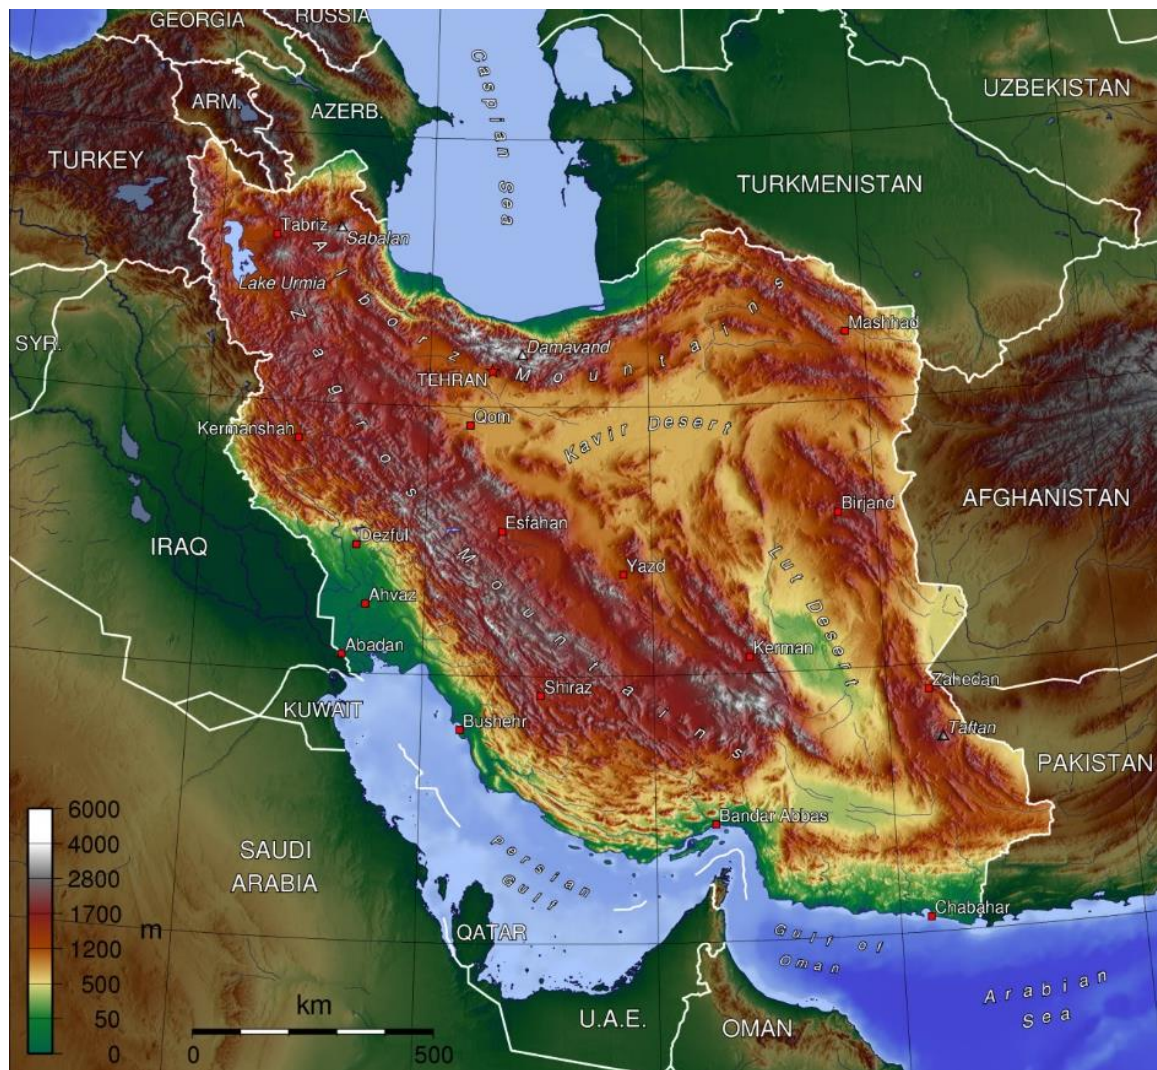 GEORGIA
RUSSIA
ARM.
AZERB.
TURKEY
Caspian Sea
UZBEKISTAN
TURKMENISTAN
Tabriz
Sabalan
Lake Urmia
SYR.
Alborz Mountains
Mashhad
Damavand
TEHRAN
Qom
Kavir Desert
Kermanshah
Zagros Mountains
Birjand
AFGHANISTAN
IRAQ
Dezful
Esfahan
Yazd
Lut Desert
Ahvaz
Abadan
Kerman
Shiraz
Zahedan
KUWAIT
Bushehr
Taftan
PAKISTAN
Bandar Abbas
SAUDI
ARABIA
Persian
Gulf
QATAR
Chabahar
Gulf of
Oman
Arabian
Sea
U.A.E.
OMAN
6000
4000
2800
1700
1200
500
50
0
m
km
0 500